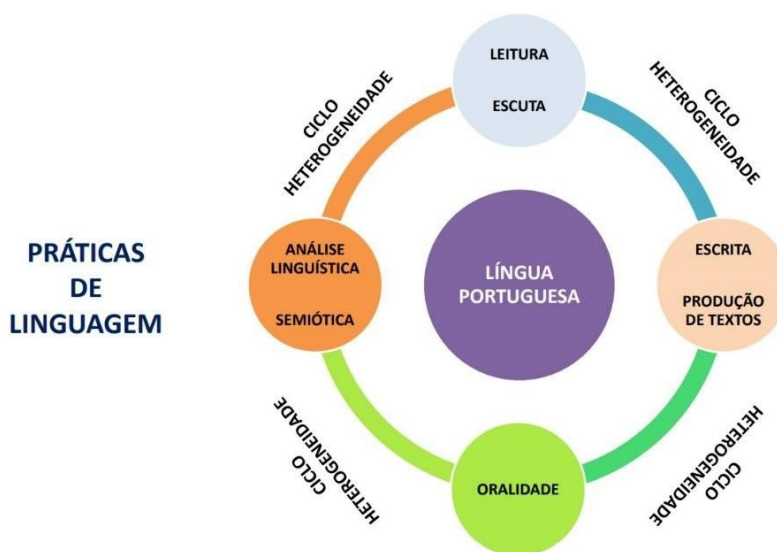 PRÁTICAS
DE
LINGUAGEM
LEITURA
ESCUTA
CICLO
HETEROGENEIDADE
CICLO
HETEROGENEIDADE
ANÁLISE
LINGUÍSTICA
SEMIÓTICA
LÍNGUA
PORTUGUESA
ESCRITA
PRODUÇÃO
DE TEXTOS
CICLO
HETEROGENEIDADE
ORALIDADE
CICLO
HETEROGENEIDADE